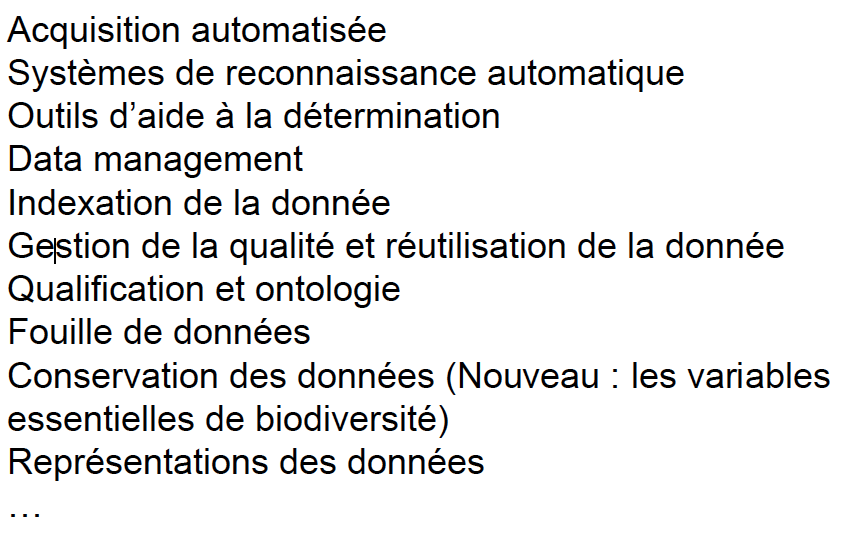 Acquisition automatisée
Systèmes de reconnaissance automatique
Outils d’aide à la détermination
Data management
Indexation de la donnée
Gestion de la qualité et réutilisation de la donnée
Qualification et ontologie
Fouille de données
Conservation des données (Nouveau : les variables
essentielles de biodiversité)
Représentations des données
…